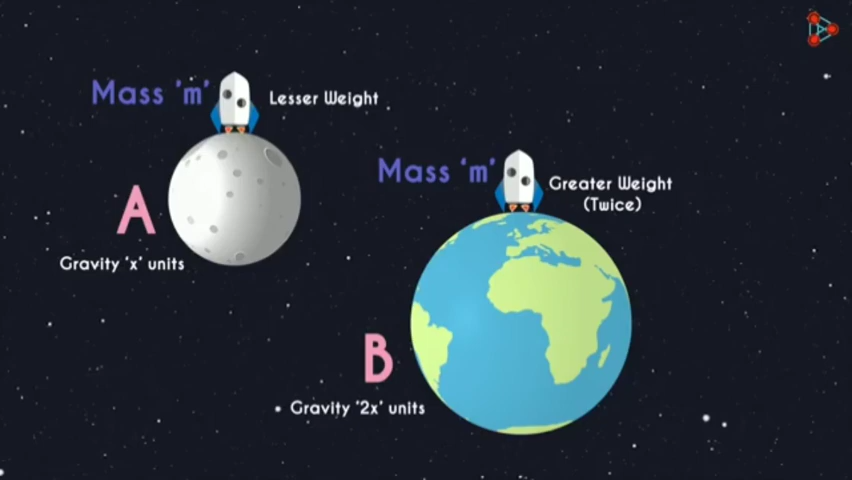 Mass 'm'
Lesser Weight
A
Gravity 'x' units
Mass 'm'
Greater Weight
(Twice)
B
Gravity '2x' units